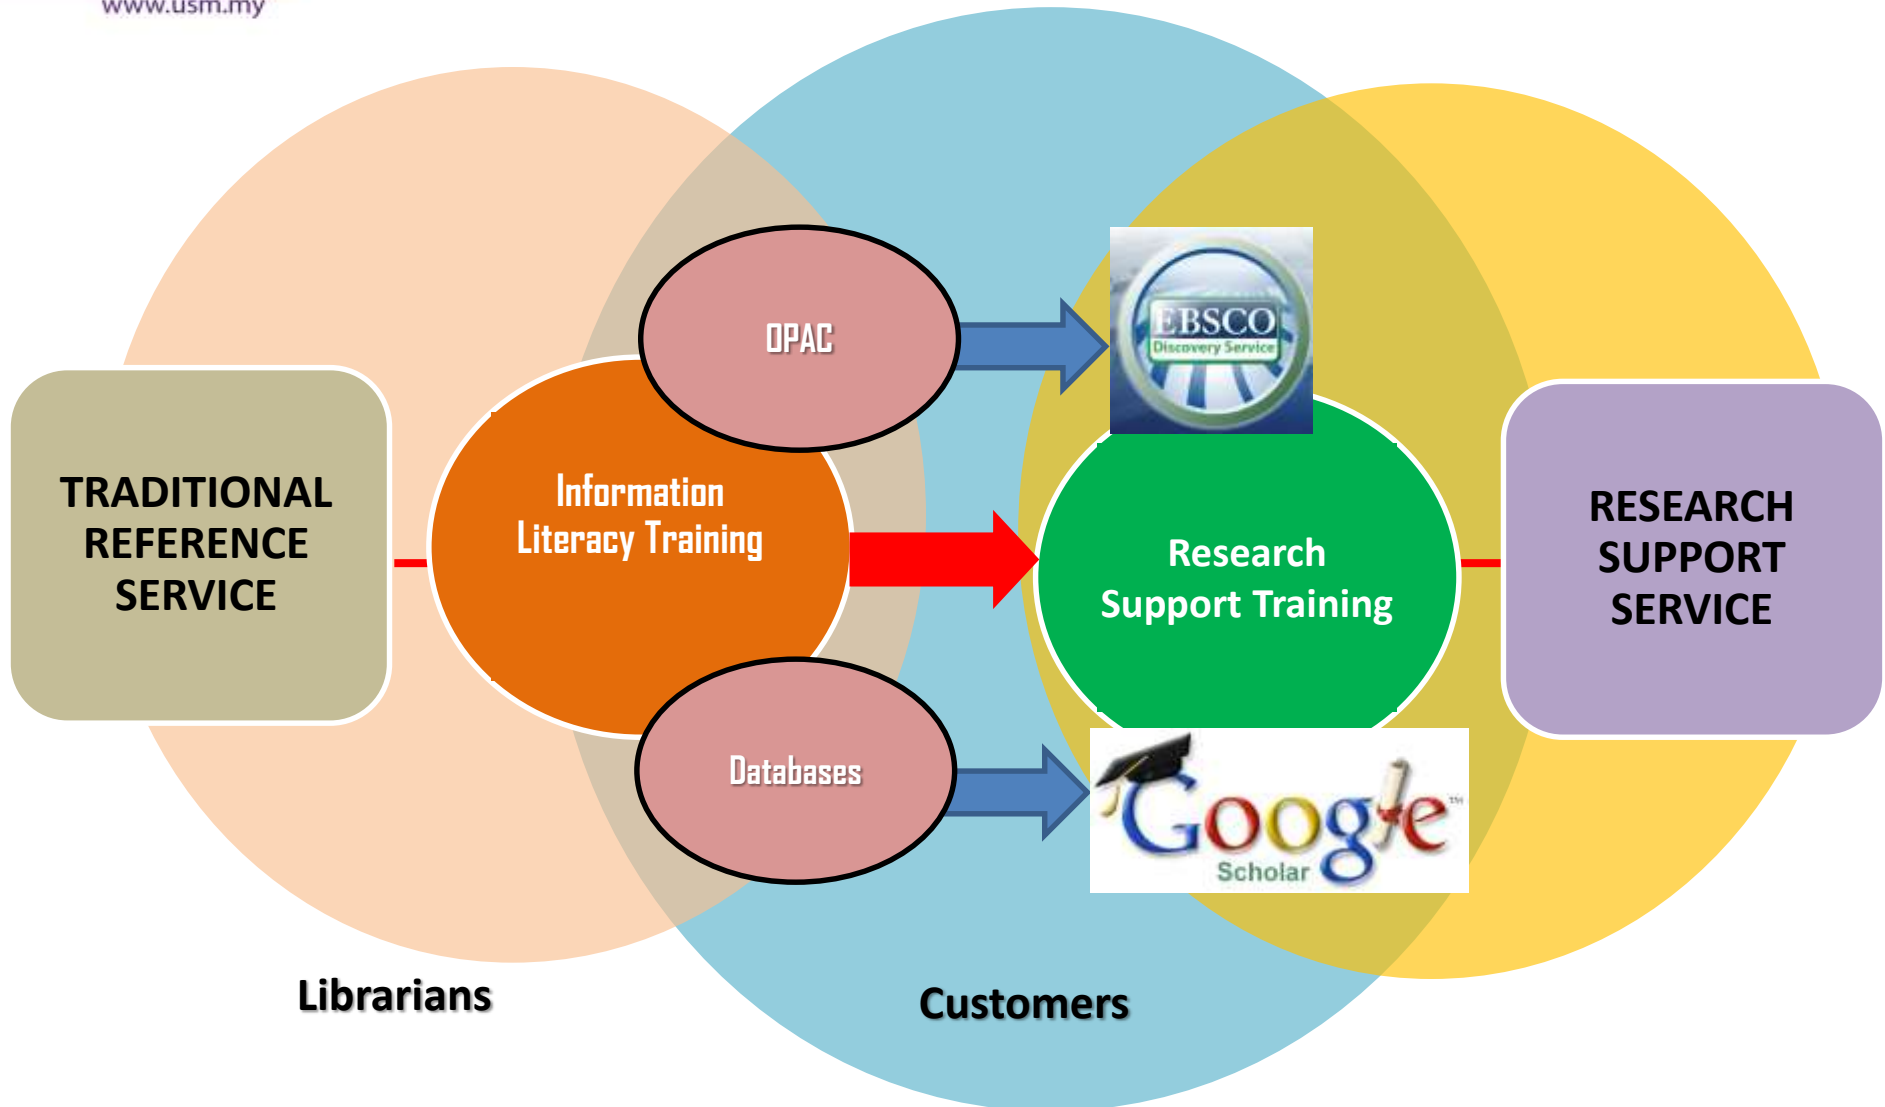 www.usm.my
OPAC
EBSCO
Discovery Service
TRADITIONAL
REFERENCE
SERVICE
Information
Literacy Training
Research
Support Training
RESEARCH
SUPPORT
SERVICE
Databases
Google™
Scholar
Librarians
Customers